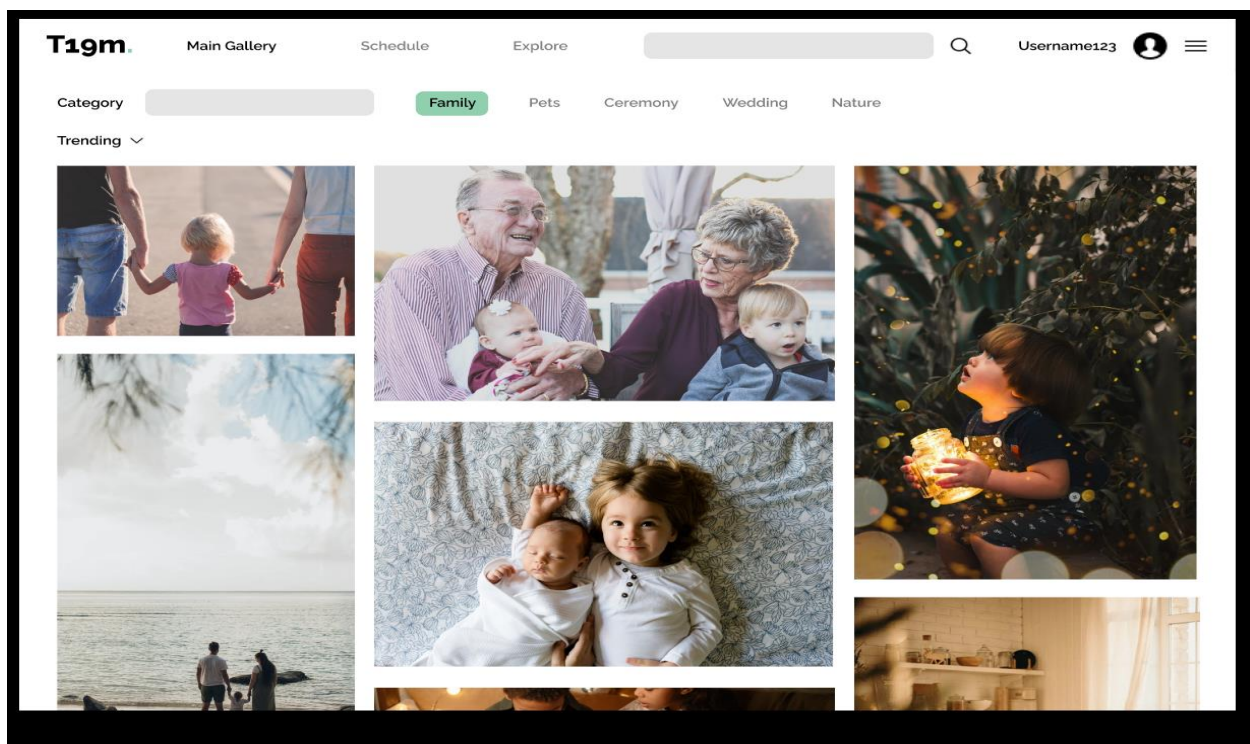 T19m. Main Gallery Schedule Explore Username123
Category Family Pets Ceremony Wedding Nature
Trending